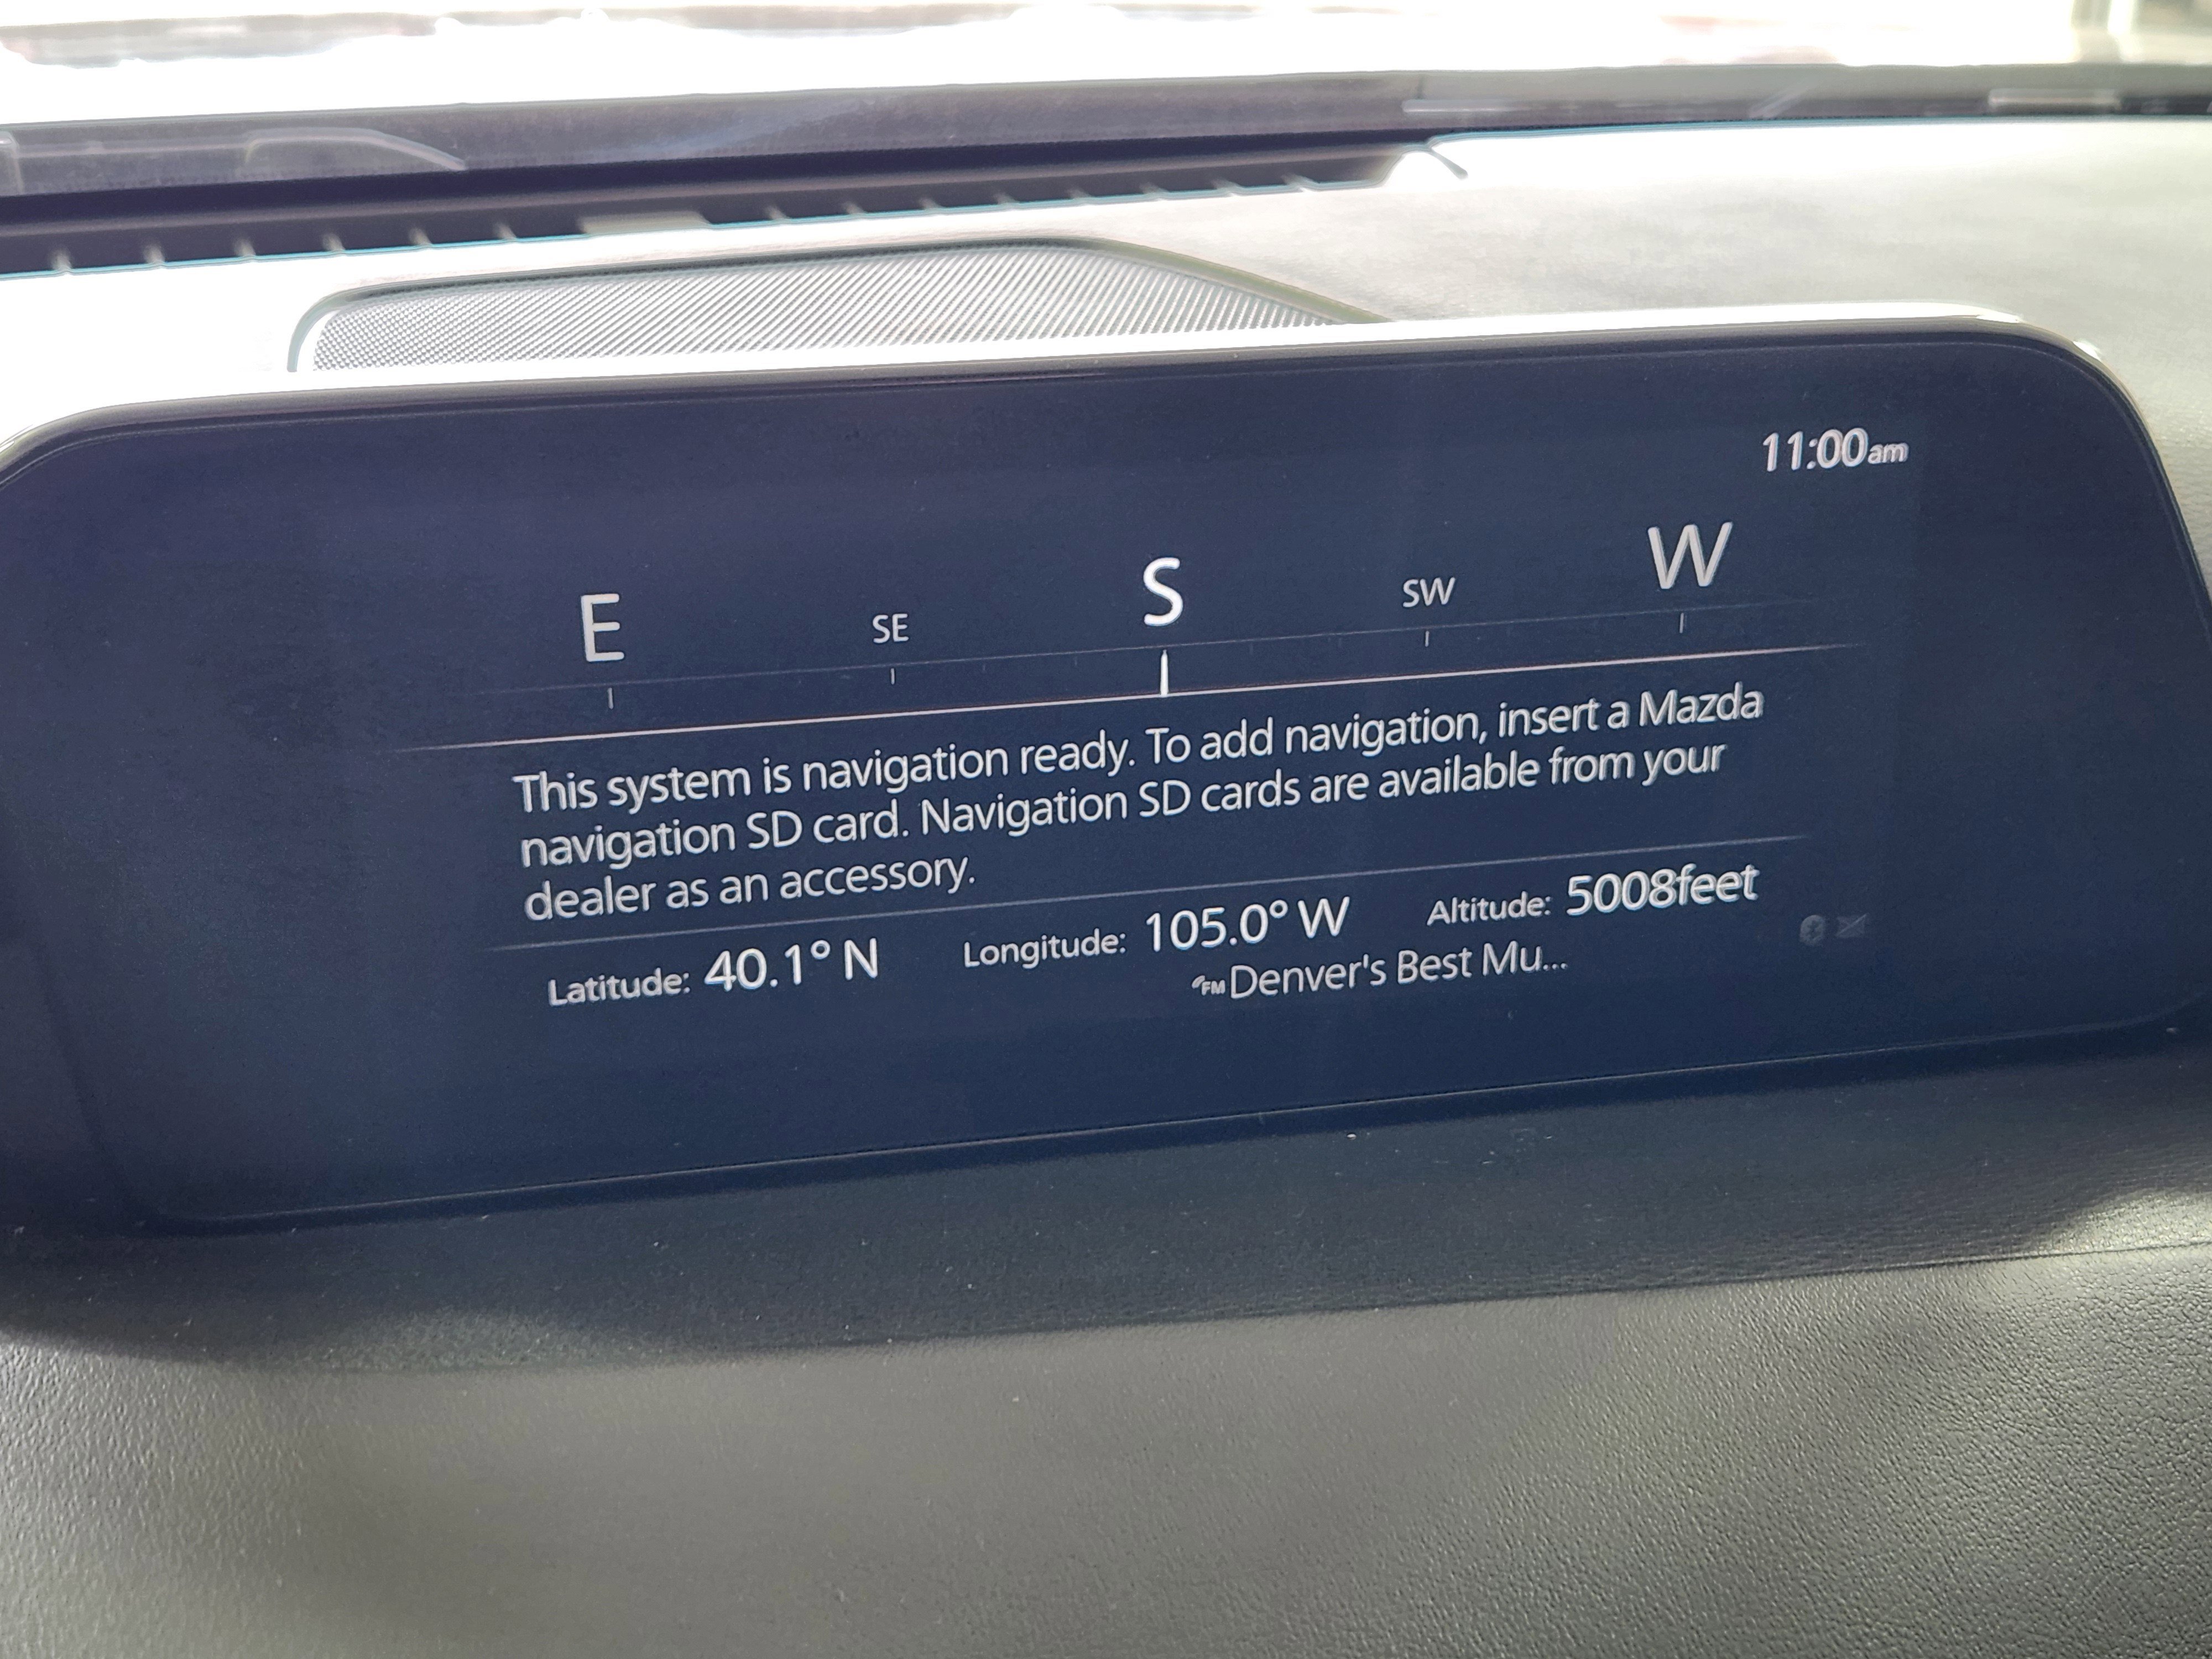 11:00am
E SE S SW W
This system is navigation ready. To add navigation, insert a Mazda
navigation SD card. Navigation SD cards are available from your
dealer as an accessory.
Latitude: 40.1° N Longitude: 105.0° W Altitude: 5008feet
FM Denver's Best Mu...